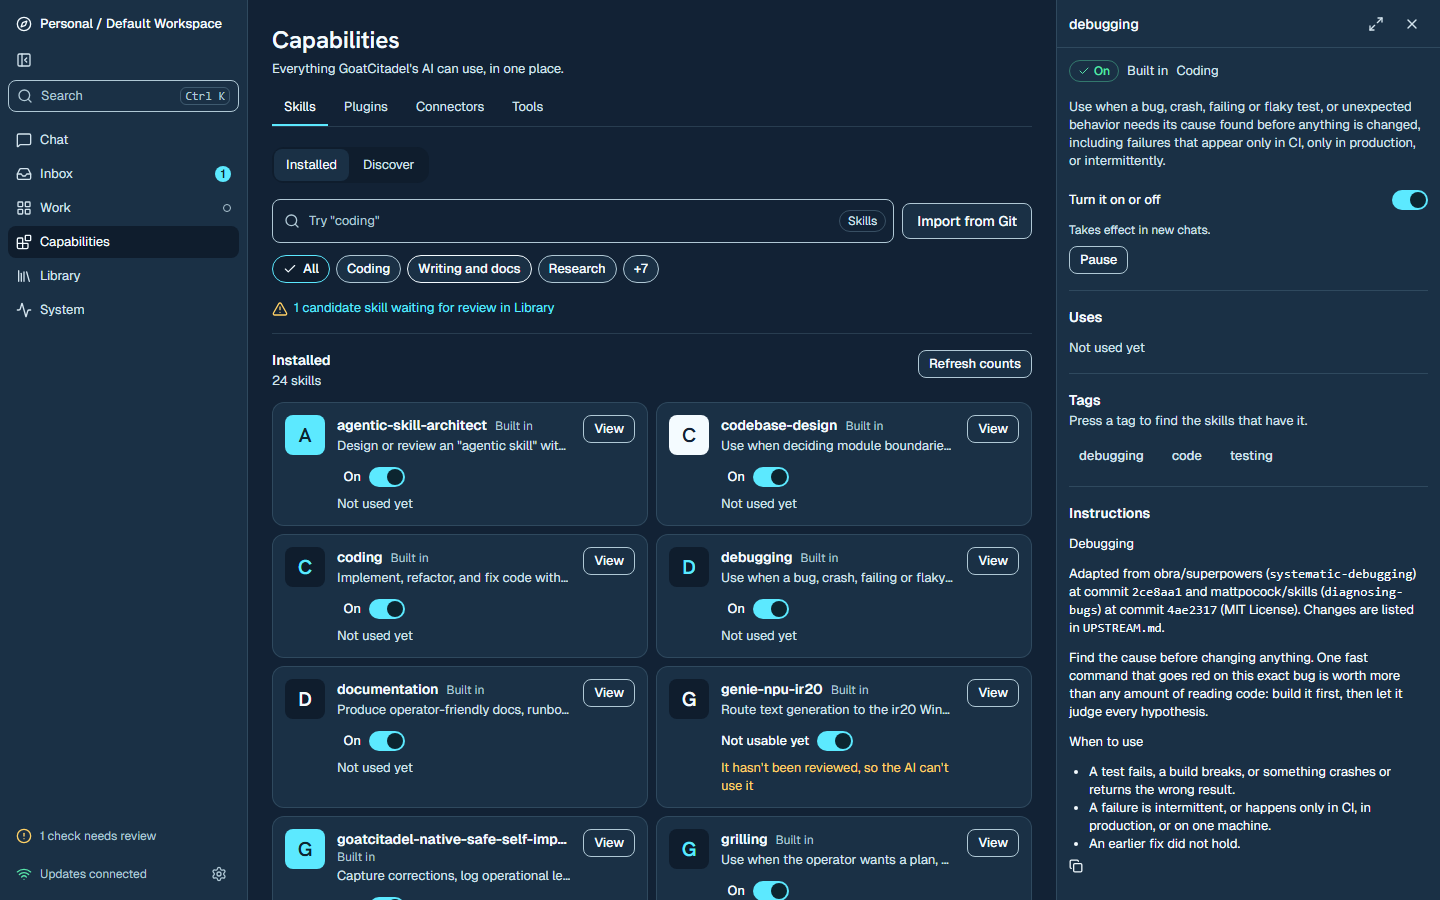 Personal / Default Workspace
Search
Ctrl K
Chat
Inbox
1
Work
Capabilities
Library
System
1 check needs review
Updates connected
Capabilities
Everything GoatCitadel's AI can use, in one place.
Skills
Plugins
Connectors
Tools
Installed
Discover
Try "coding"
Skills
Import from Git
All
Coding
Writing and docs
Research
+7
1 candidate skill waiting for review in Library
Installed
24 skills
Refresh counts
A
agentic-skill-architect Built in
View
Design or review an "agentic skill" wit...
On
Not used yet
C
codebase-design Built in
View
Use when deciding module boundarie...
On
Not used yet
C
coding Built in
View
Implement, refactor, and fix code with...
On
Not used yet
D
debugging Built in
View
Use when a bug, crash, failing or flaky...
On
Not used yet
D
documentation Built in
View
Produce operator-friendly docs, runbo...
On
Not used yet
G
genie-npu-ir20 Built in
View
Route text generation to the ir20 Win...
Not usable yet
It hasn't been reviewed, so the AI can't
use it
G
goatcitadel-native-safe-self-imp...
View
Built in
Capture corrections, log operational le...
G
grilling Built in
View
Use when the operator wants a plan, ...
On
debugging
On
Built in
Coding
Use when a bug, crash, failing or flaky test, or unexpected
behavior needs its cause found before anything is changed,
including failures that appear only in CI, only in production,
or intermittently.
Turn it on or off
Takes effect in new chats.
Pause
Uses
Not used yet
Tags
Press a tag to find the skills that have it.
debugging
code
testing
Instructions
Debugging
Adapted from obra/superpowers (systematic-debugging)
at commit 2ce8aa1 and mattpocock/skills (diagnosing-
bugs) at commit 4ae2317 (MIT License). Changes are listed
in UPSTREAM.md.
Find the cause before changing anything. One fast
command that goes red on this exact bug is worth more
than any amount of reading code: build it first, then let it
judge every hypothesis.
When to use
• A test fails, a build breaks, or something crashes or
returns the wrong result.
• A failure is intermittent, or happens only in CI, in
production, or on one machine.
• An earlier fix did not hold.